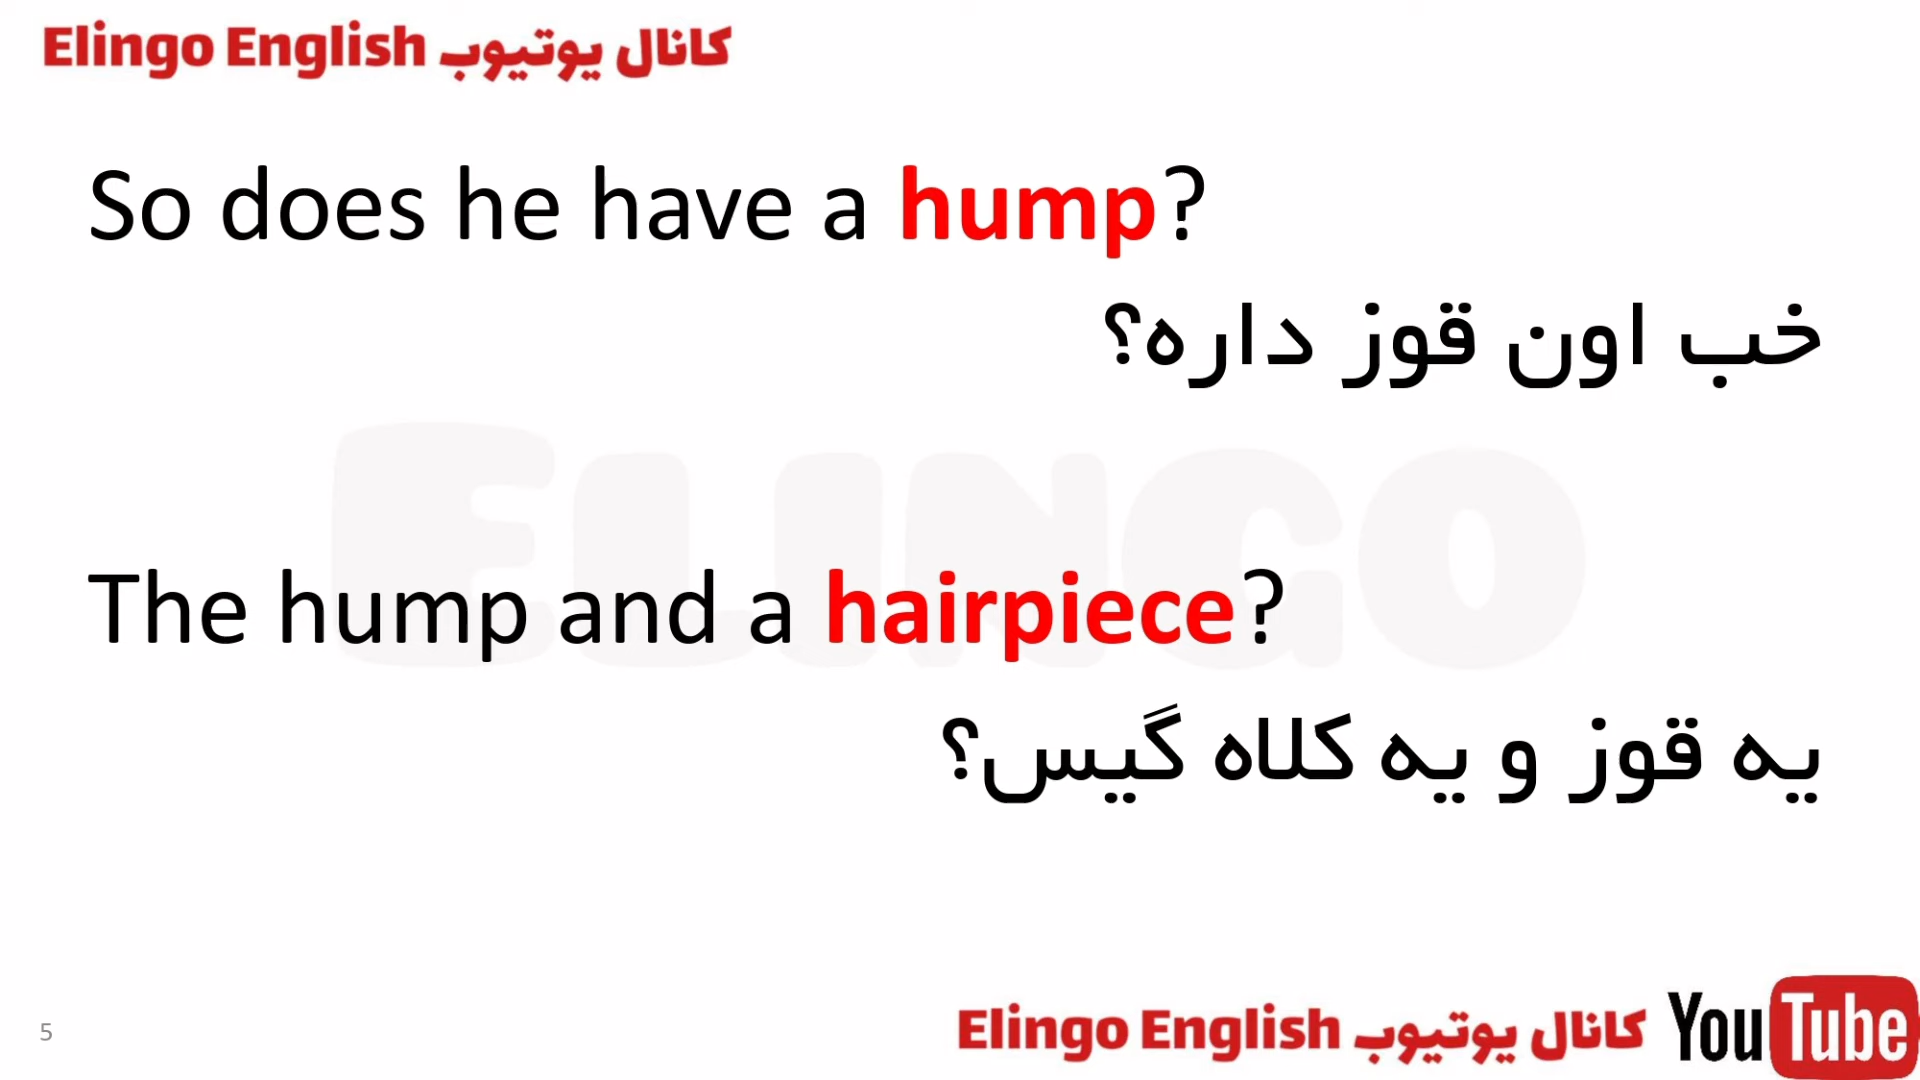 Elingo English کانال یوتیوب
So does he have a hump?
خب اون قوز داره؟
ELINGO
The hump and a hairpiece?
یه قوز و یه کلاه گیس؟
5
Elingo English کانال یوتیوب YouTube